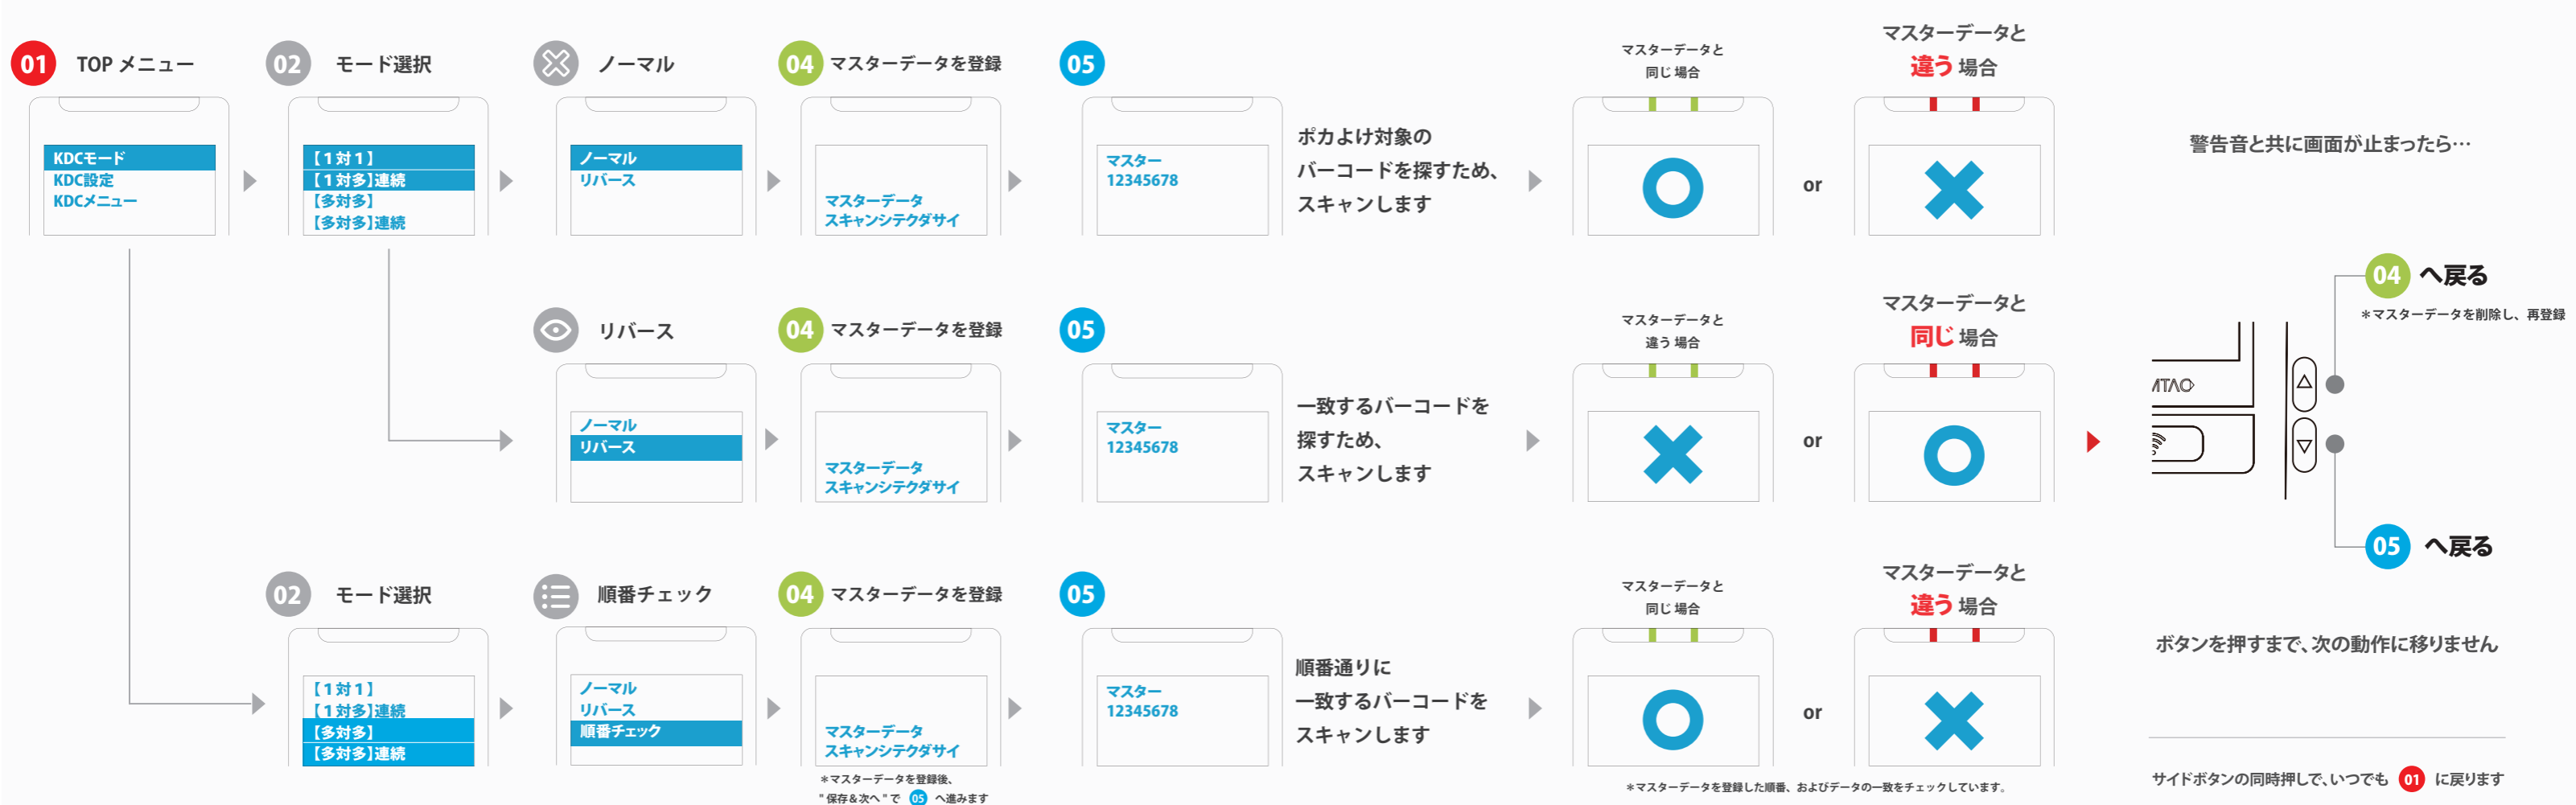 01 TOP メニュー
KDCモード
KDC設定
KDCメニュー
02 モード選択
【1対1】
【1対多】連続
【多対多】
【多対多】連続
ノーマル
ノーマル
リバース
04 マスターデータを登録
マスターデータ
スキャンシテクダサイ
05
マスター
12345678
ポカよけ対象の
バーコードを探すため、
スキャンします
マスターデータと
同じ 場合
or
マスターデータと
違う 場合
警告音と共に画面が止まったら…
リバース
ノーマル
リバース
04 マスターデータを登録
マスターデータ
スキャンシテクダサイ
05
マスター
12345678
一致するバーコードを
探すため、
スキャンします
マスターデータと
違う 場合
or
マスターデータと
同じ 場合
04 へ戻る
＊マスターデータを削除し、再登録
05 へ戻る
02 モード選択
【1対1】
【1対多】連続
【多対多】
【多対多】連続
順番チェック
ノーマル
リバース
順番チェック
04 マスターデータを登録
マスターデータ
スキャンシテクダサイ
＊マスターデータを登録後、
"保存＆次へ"で 05 へ進みます
05
マスター
12345678
順番通りに
一致するバーコードを
スキャンします
マスターデータと
同じ 場合
or
マスターデータと
違う 場合
＊マスターデータを登録した順番、およびデータの一致をチェックしています。
ボタンを押すまで、次の動作に移りません
サイドボタンの同時押しで、いつでも 01 に戻ります